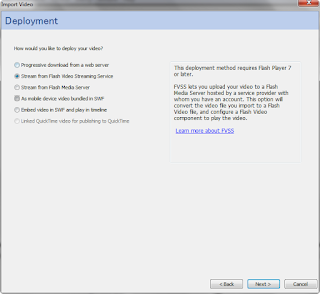 Import Video
Deployment
How would you like to deploy your video?
Progressive download from a web server
Stream from Flash Video Streaming Service
Stream from Flash Media Server
As mobile device video bundled in SWF
Embed video in SWF and play in timeline
Linked QuickTime video for publishing to QuickTime
This deployment method requires Flash Player 7
or later.
FVSS lets you upload your video to a Flash
Media Server hosted by a service provider with
whom you have an account. This option will
convert the video file you import to a Flash
Video file, and configure a Flash Video
component to play the video.
Learn more about FVSS
< Back
Next >
Cancel